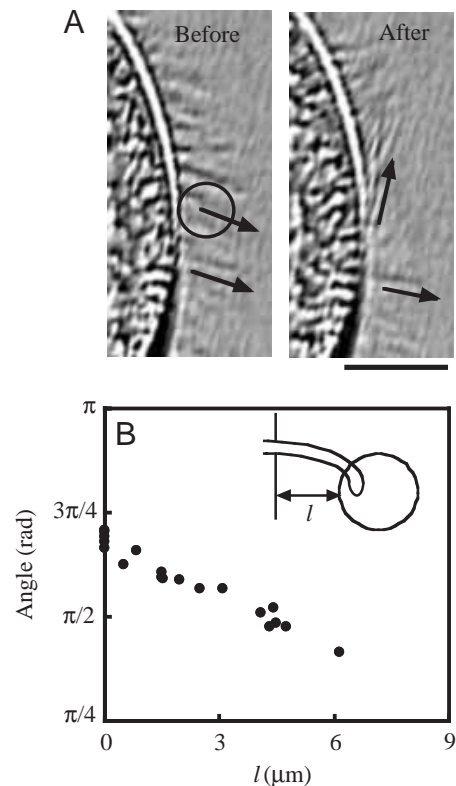 A
Before
After
B
π
3π/4
π/2
π/4
Angle (rad)
l
0
3
6
9
l (μm)